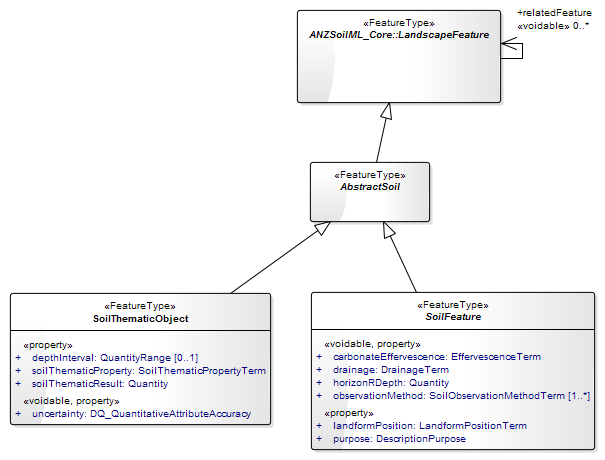 +relatedFeature
«voidable» 0..*
«FeatureType»
ANZSoilML_Core::LandscapeFeature
«FeatureType»
AbstractSoil
«FeatureType»
SoilThematicObject
«property»
+ depthInterval: QuantityRange [0..1]
+ soilThematicProperty: SoilThematicPropertyTerm
+ soilThematicResult: Quantity
«voidable, property»
+ uncertainty: DQ_QuantitativeAttributeAccuracy
«FeatureType»
SoilFeature
«voidable, property»
+ carbonateEffervescence: EffervescenceTerm
+ drainage: DrainageTerm
+ horizonRDepth: Quantity
+ observationMethod: SoilObservationMethodTerm [1..*]
«property»
+ landformPosition: LandformPositionTerm
+ purpose: DescriptionPurpose